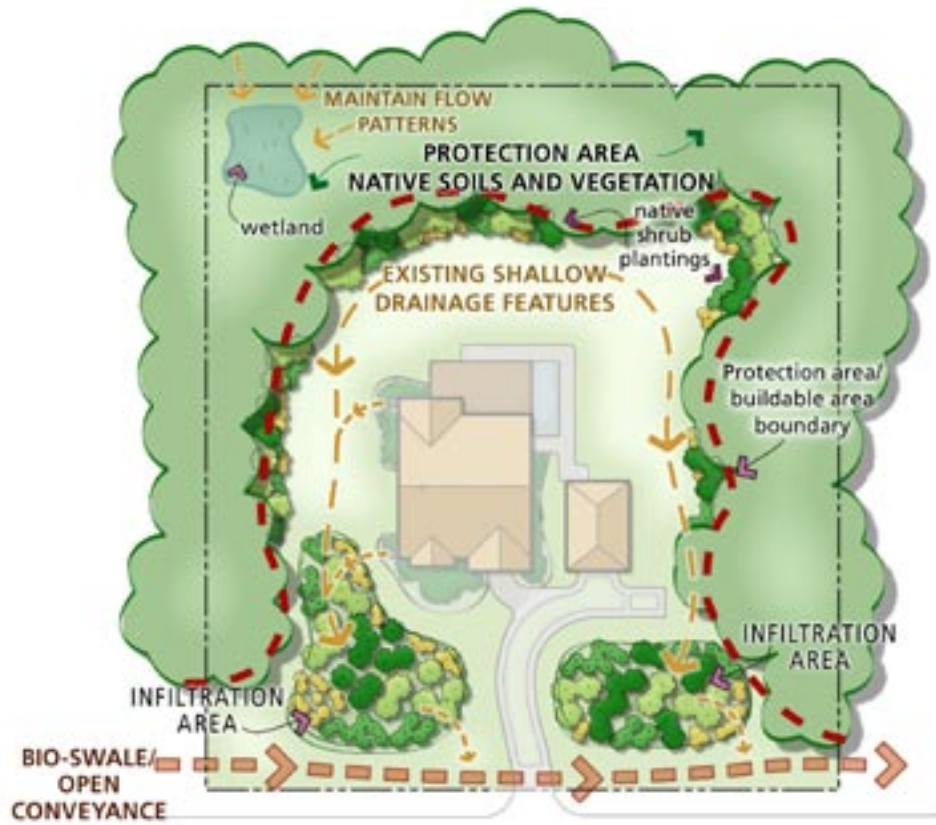 MAINTAIN FLOW
PATTERNS
PROTECTION AREA
NATIVE SOILS AND VEGETATION
wetland
native
shrub
plantings
EXISTING SHALLOW
DRAINAGE FEATURES
Protection area/
buildable area
boundary
INFILTRATION
AREA
INFILTRATION
AREA
BIO-SWALE/
OPEN
CONVEYANCE